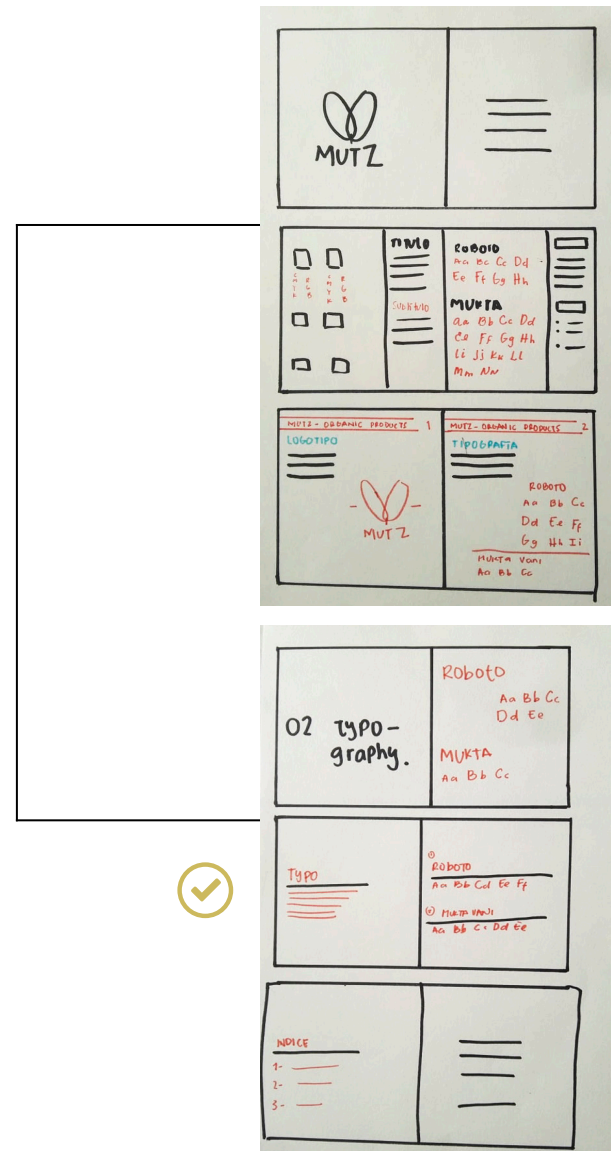 MUTZ
TITULO
C R C R
M G M G
Y B Y B
K K
SUBTITULO
ROBOTO
Aa Bb Cc Dd
Ee Ff Gg Hh
MUKTA
aa Bb Cc Dd
Ee Ff Gg Hh
Ii Jj Kk Ll
Mm Nn
MUTZ - ORGANIC PRODUCTS 1
LOGOTIPO
MUTZ
MUTZ - ORGANIC PRODUCTS 2
TIPOGRAFÍA
ROBOTO
Aa Bb Cc
Dd Ee Ff
Gg Hh Ii
MUKTA VANI
Aa Bb Cc
02 Typo-
graphy.
Roboto
Aa Bb Cc
Dd Ee
MUKTA
Aa Bb Cc
TYPO
① ROBOTO
Aa Bb Cd Ee Ff
② MUKTA VANI
Aa Bb Cc Dd Ee
NDICE
1-
2-
3-